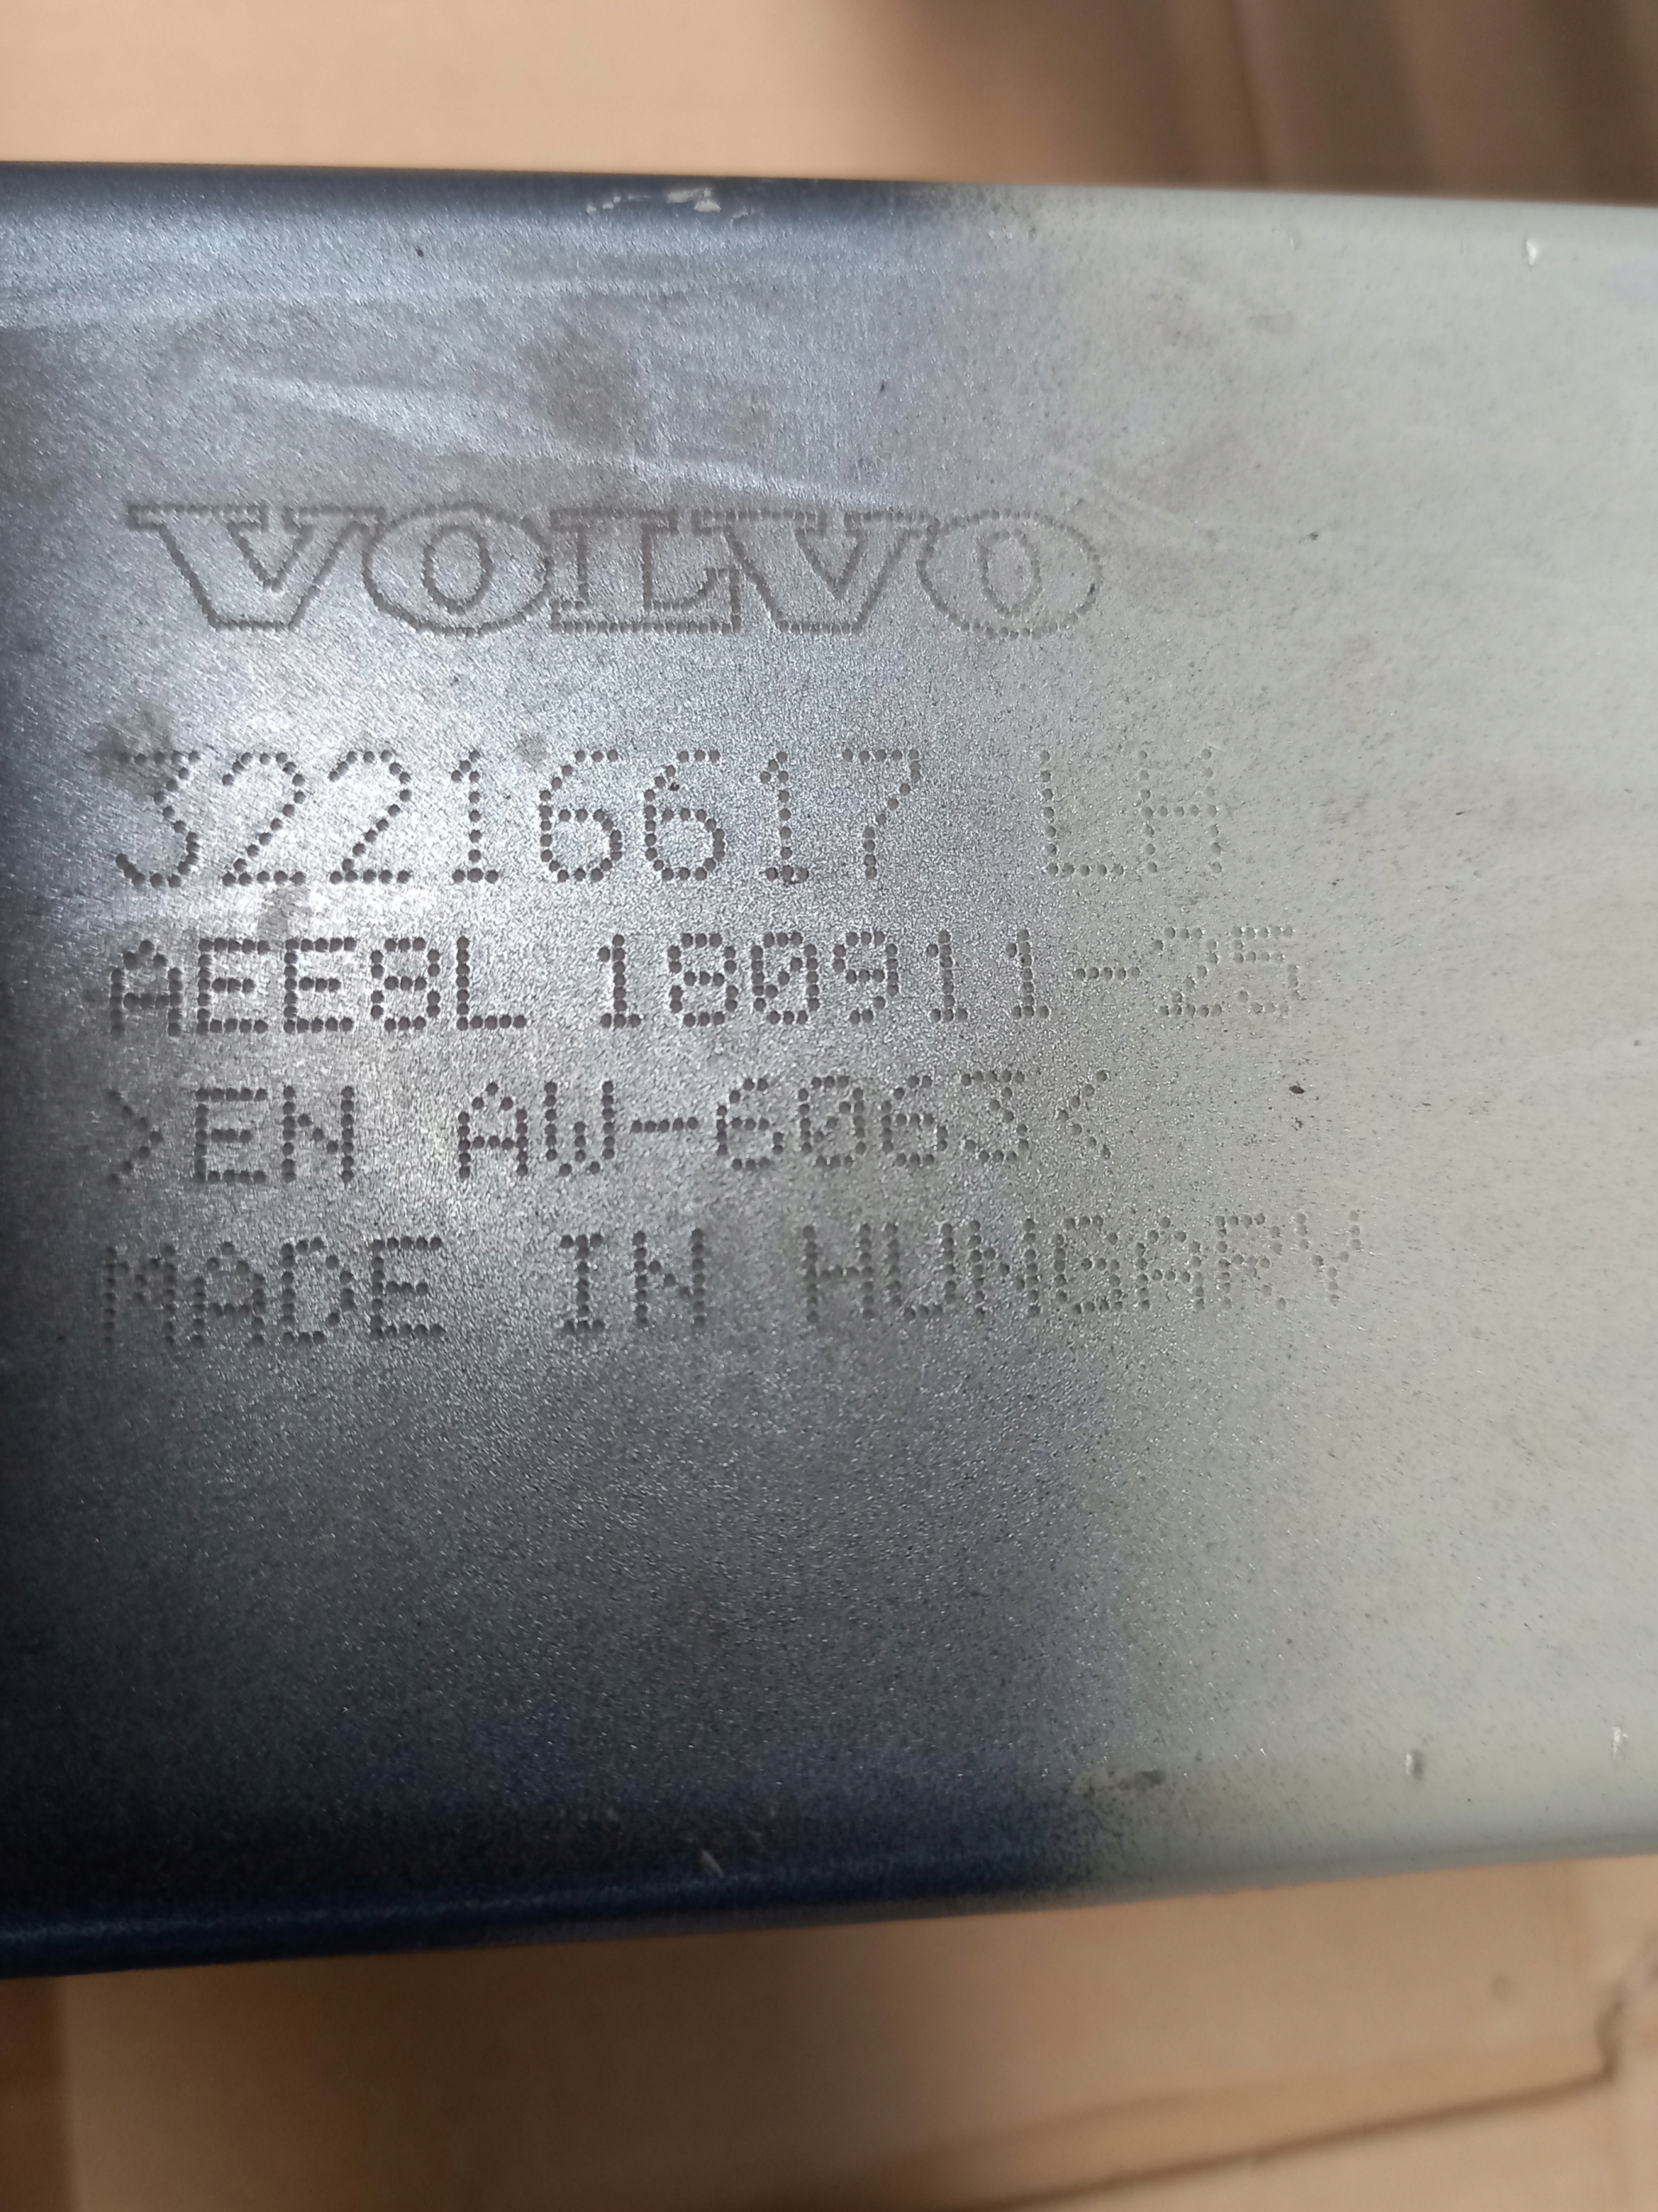 VOLVO
32216617 LH
AEE8L 180911-25
>EN AW-6063<
MADE IN HUNGARY